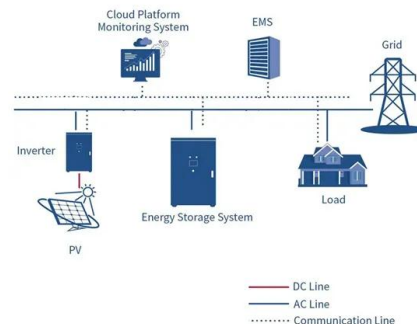 Cloud Platform
Monitoring System
EMS
Grid
Inverter
Energy Storage System
Load
PV
DC Line
AC Line
Communication Line